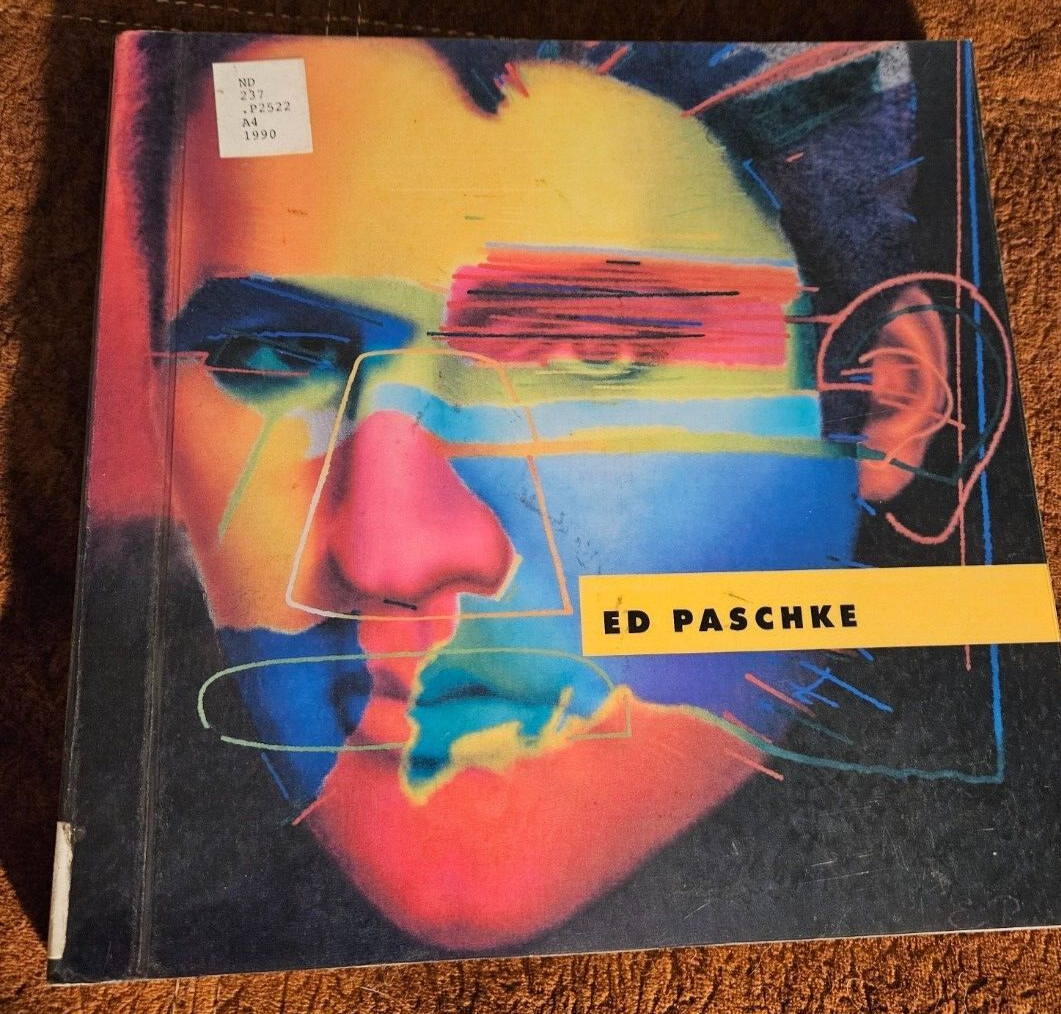 ND
237
.P2522
A4
1990
ED PASCHKE